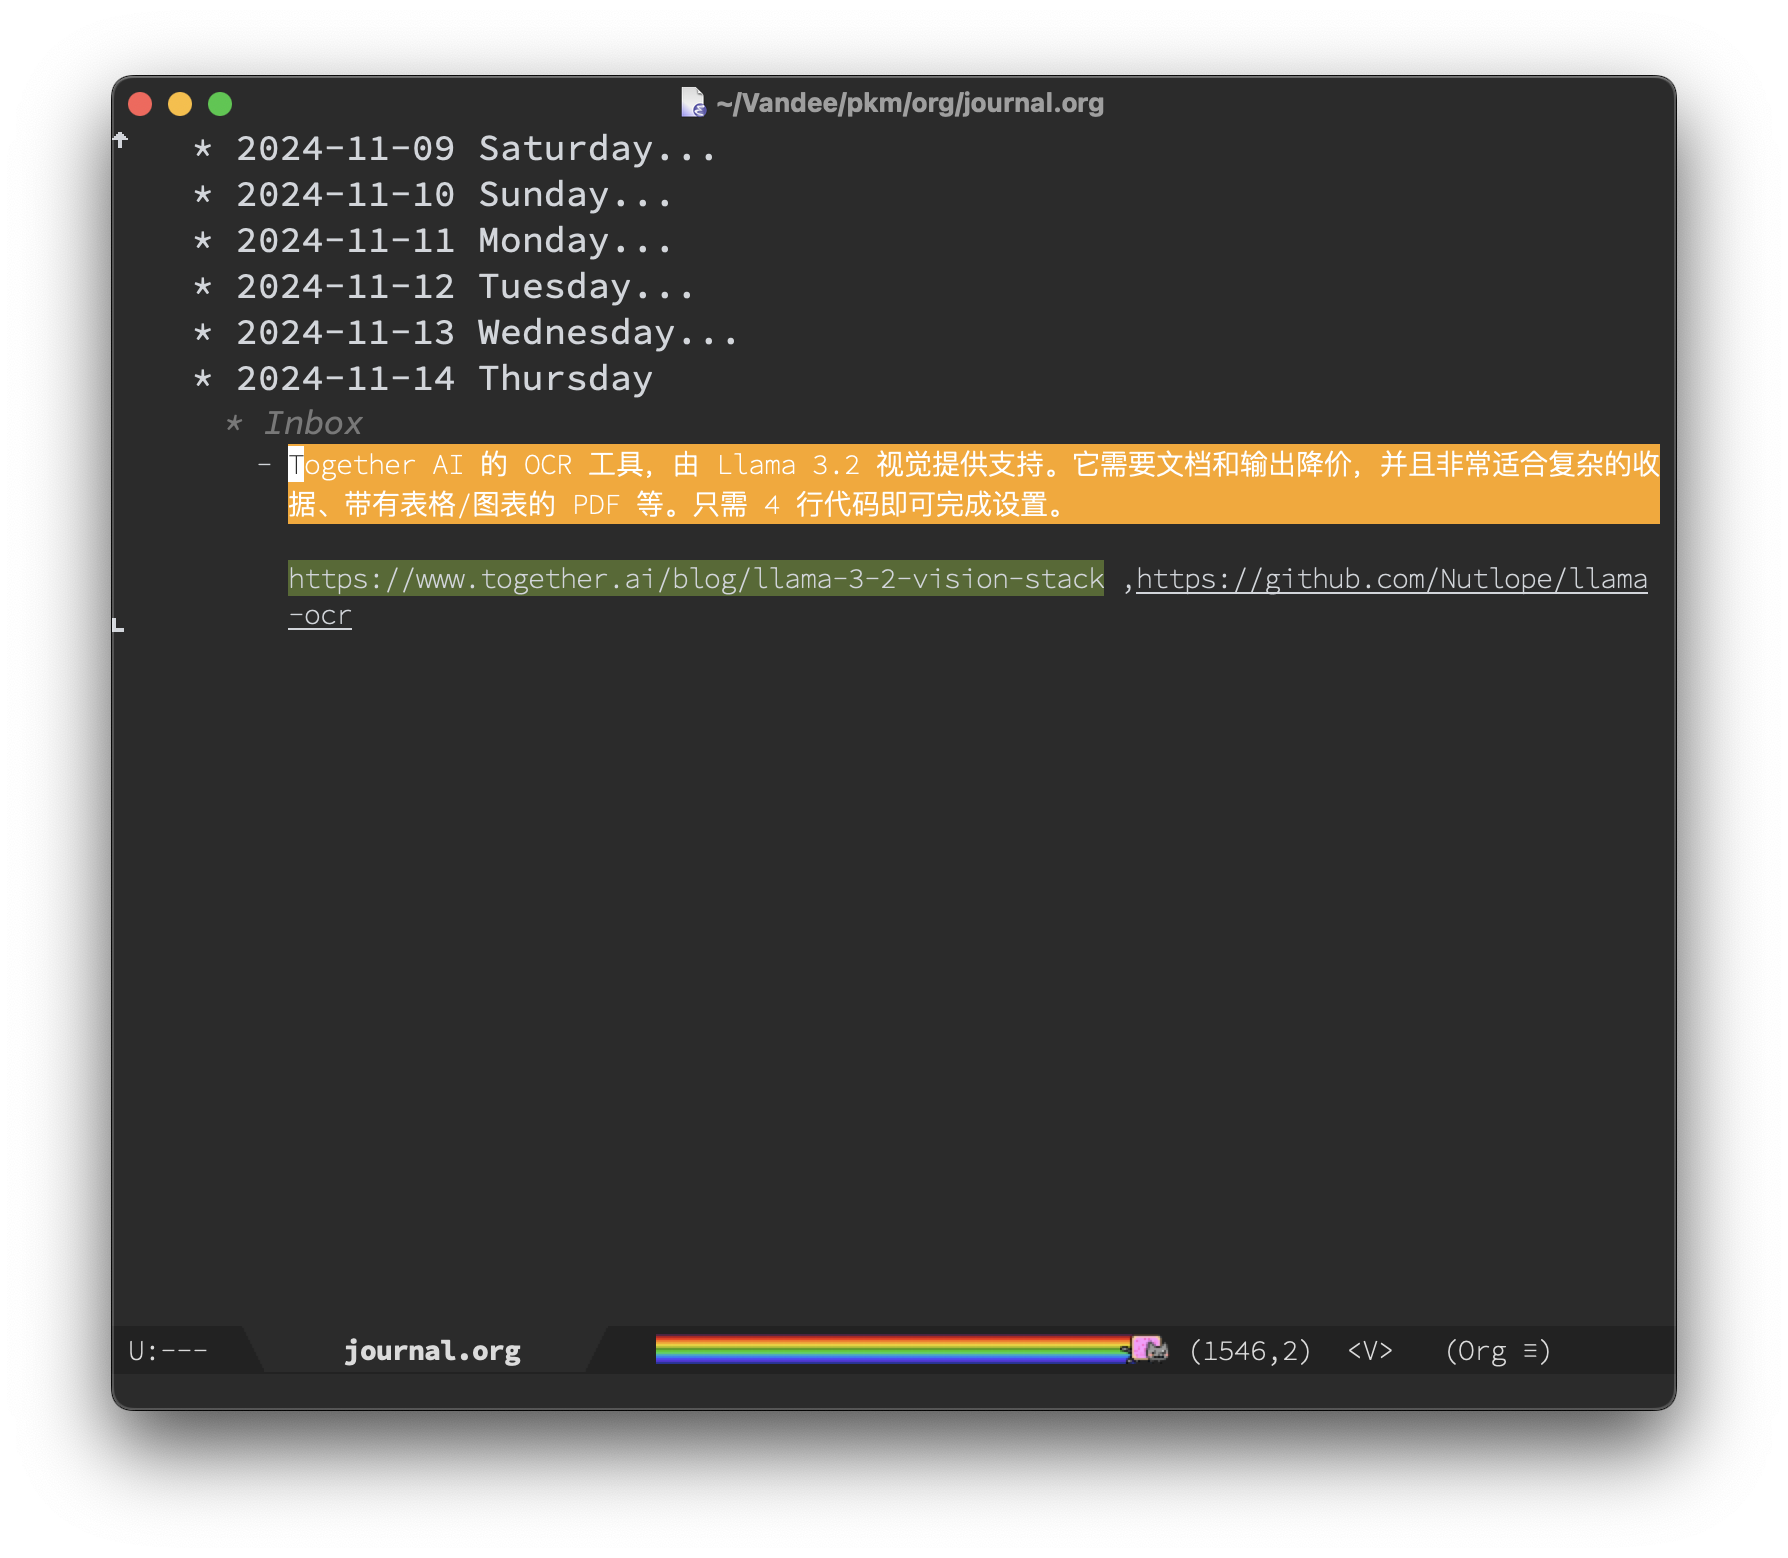 ~/Vandee/pkm/org/journal.org
* 2024-11-09 Saturday...
* 2024-11-10 Sunday...
* 2024-11-11 Monday...
* 2024-11-12 Tuesday...
* 2024-11-13 Wednesday...
* 2024-11-14 Thursday
* Inbox
- Together AI 的 OCR 工具，由 Llama 3.2 视觉提供支持。它需要文档和输出降价，并且非常适合复杂的收
据、带有表格/图表的 PDF 等。只需 4 行代码即可完成设置。
https://www.together.ai/blog/llama-3-2-vision-stack ,https://github.com/Nutlope/llama
-ocr
U:--- journal.org (1546,2) <V> (Org ≡)